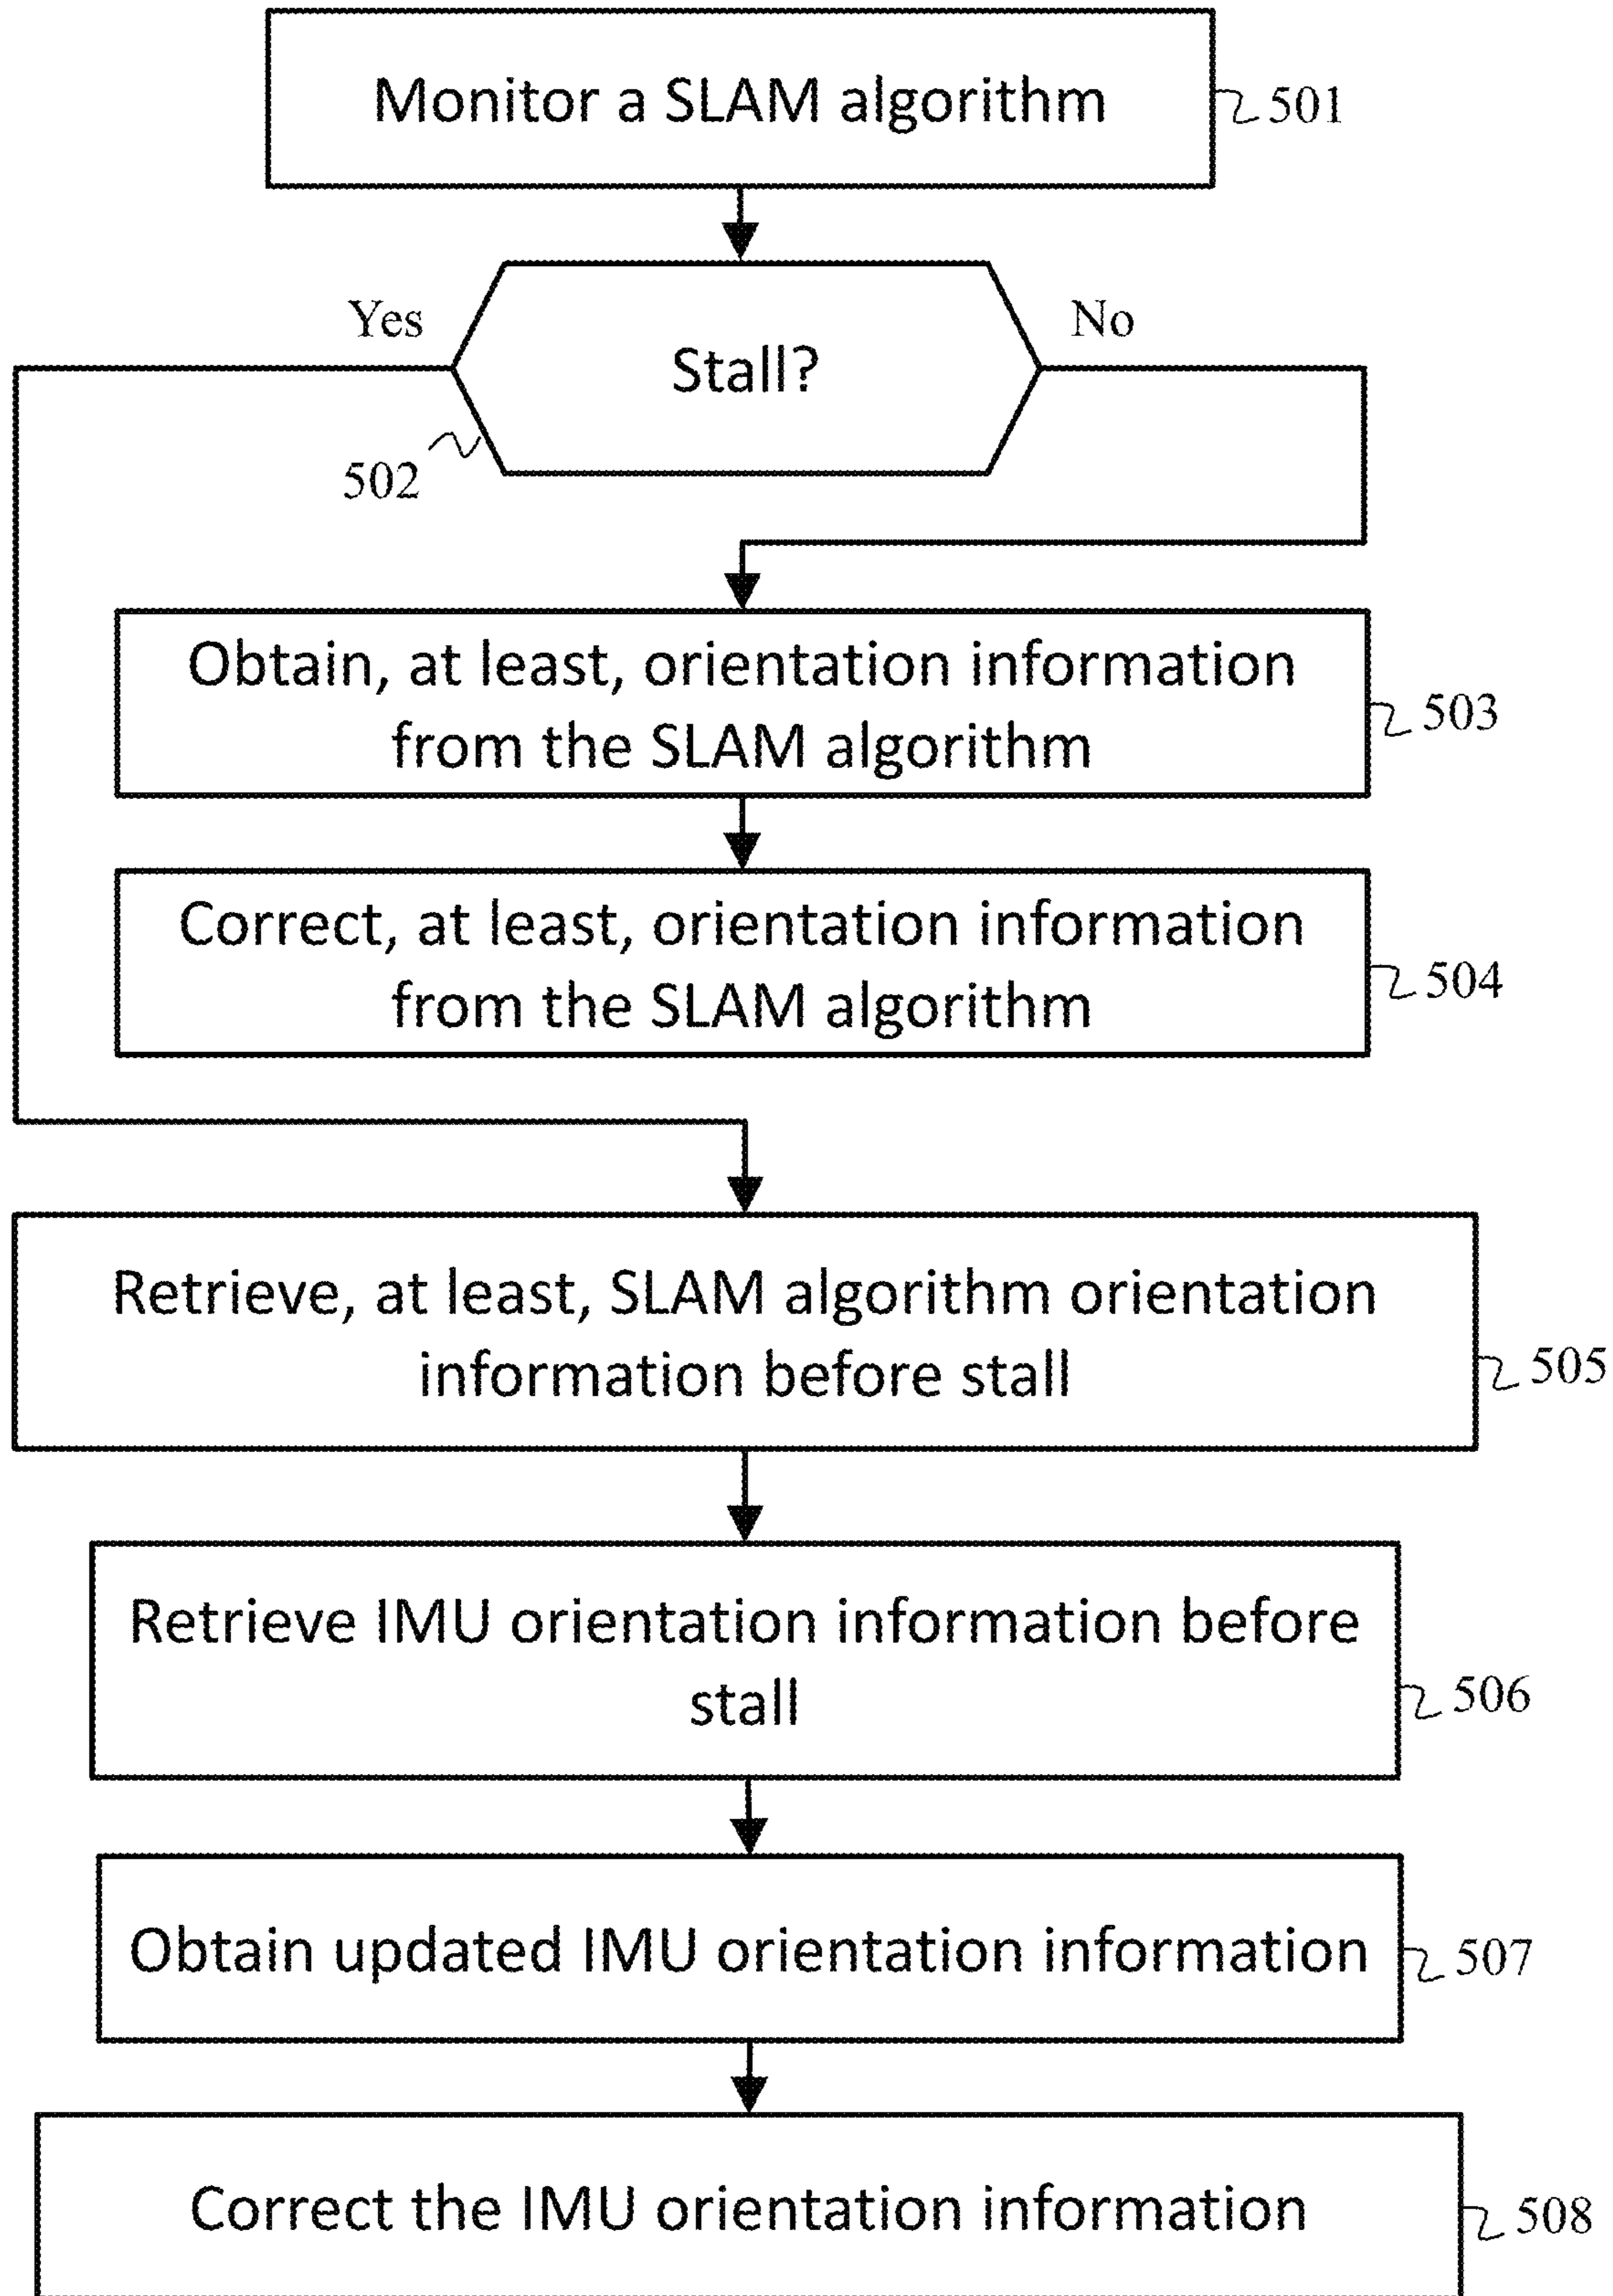 Monitor a SLAM algorithm
501
Yes
No
Stall?
502
Obtain, at least, orientation information
from the SLAM algorithm
503
Correct, at least, orientation information
from the SLAM algorithm
504
Retrieve, at least, SLAM algorithm orientation
information before stall
505
Retrieve IMU orientation information before
stall
506
Obtain updated IMU orientation information
507
Correct the IMU orientation information
508